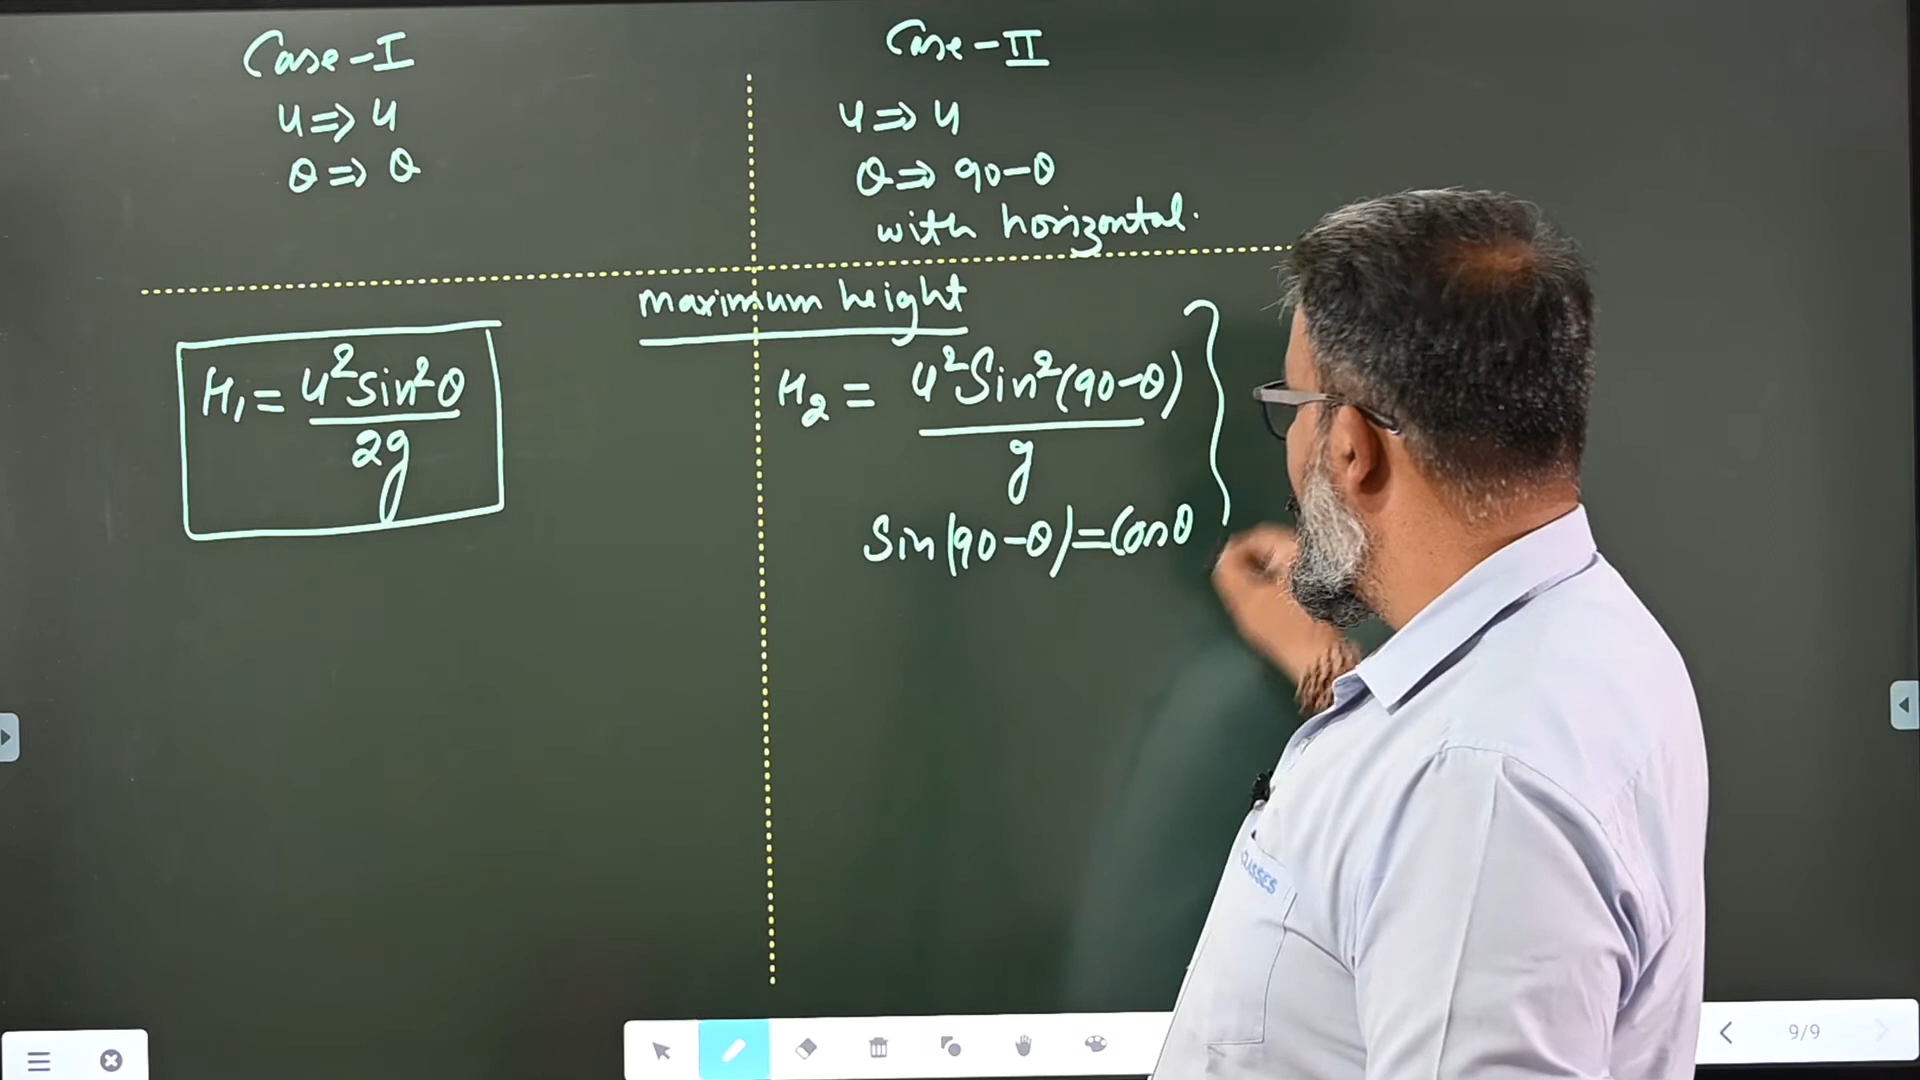 Case-I
u⇒u
θ⇒θ
Case-II
u⇒u
θ⇒90-θ
with horizontal.
maximum height
H₁=u²sin²θ
2g
H₂=u²Sin²(90-θ)
g
Sin(90-θ)=Cosθ
CLASSES
9/9